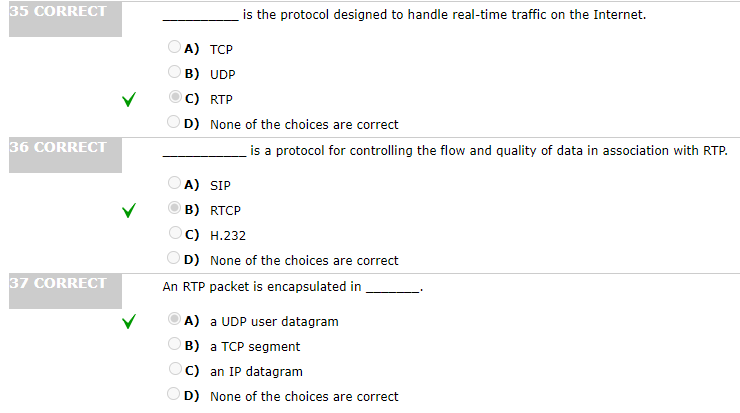 35 CORRECT
__________ is the protocol designed to handle real-time traffic on the Internet.
A) TCP
B) UDP
C) RTP
D) None of the choices are correct
36 CORRECT
___________ is a protocol for controlling the flow and quality of data in association with RTP.
A) SIP
B) RTCP
C) H.232
D) None of the choices are correct
37 CORRECT
An RTP packet is encapsulated in _______.
A) a UDP user datagram
B) a TCP segment
C) an IP datagram
D) None of the choices are correct